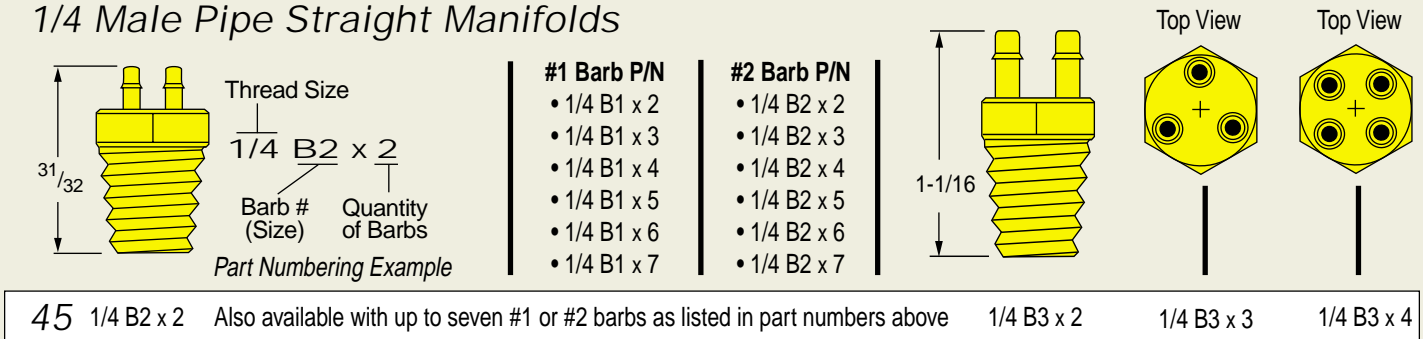 1/4 Male Pipe Straight Manifolds
31/32
Thread Size
1/4 B2 x 2
Barb # (Size)
Quantity of Barbs
Part Numbering Example
#1 Barb P/N
• 1/4 B1 x 2
• 1/4 B1 x 3
• 1/4 B1 x 4
• 1/4 B1 x 5
• 1/4 B1 x 6
• 1/4 B1 x 7
#2 Barb P/N
• 1/4 B2 x 2
• 1/4 B2 x 3
• 1/4 B2 x 4
• 1/4 B2 x 5
• 1/4 B2 x 6
• 1/4 B2 x 7
1-1/16
Top View
Top View
45 1/4 B2 x 2 Also available with up to seven #1 or #2 barbs as listed in part numbers above 1/4 B3 x 2 1/4 B3 x 3 1/4 B3 x 4